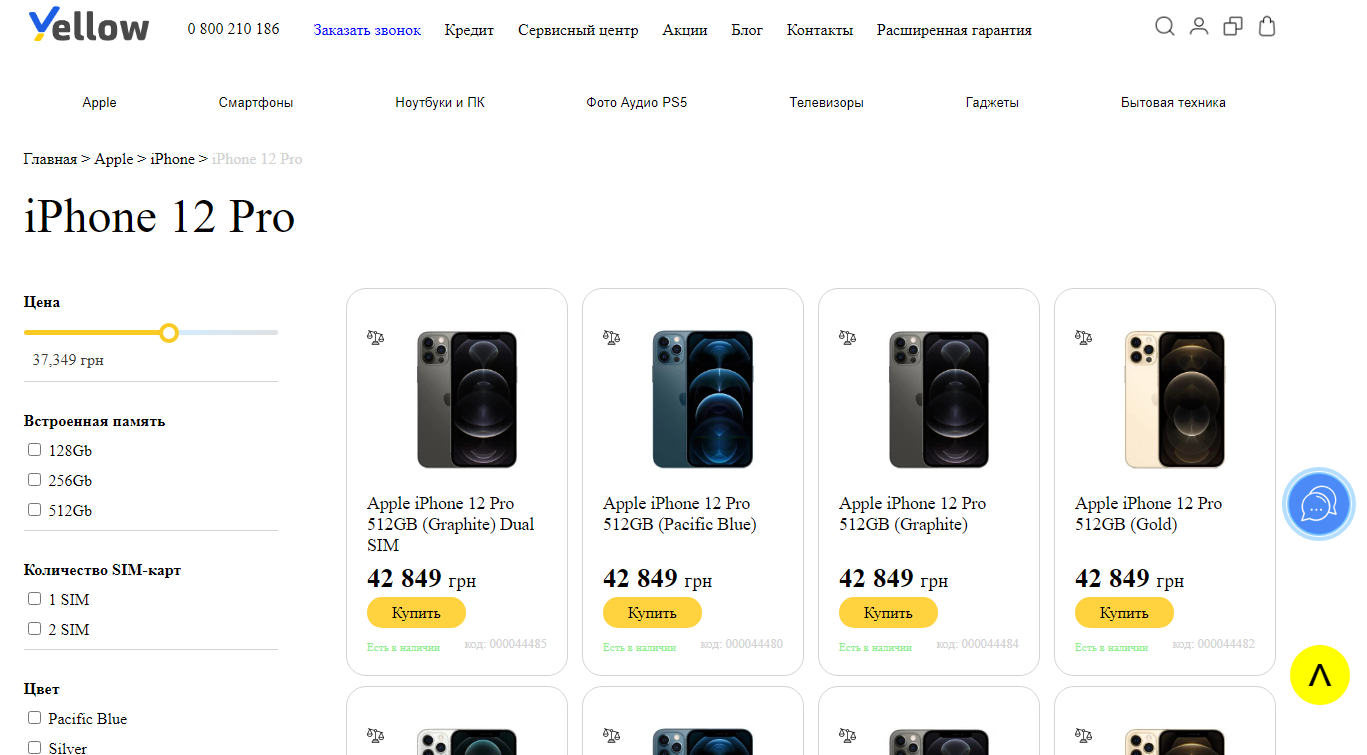 Yellow
0 800 210 186
Заказать звонок
Кредит
Сервисный центр
Акции
Блог
Контакты
Расширенная гарантия
Apple
Смартфоны
Ноутбуки и ПК
Фото Аудио PS5
Телевизоры
Гаджеты
Бытовая техника
Главная > Apple > iPhone > iPhone 12 Pro
iPhone 12 Pro
Цена
37,349 грн
Встроенная память
128Gb
256Gb
512Gb
Количество SIM-карт
1 SIM
2 SIM
Цвет
Pacific Blue
Silver
Apple iPhone 12 Pro
512GB (Graphite) Dual
SIM
42 849 грн
Купить
Есть в наличии
код: 000044485
Apple iPhone 12 Pro
512GB (Pacific Blue)
42 849 грн
Купить
Есть в наличии
код: 000044480
Apple iPhone 12 Pro
512GB (Graphite)
42 849 грн
Купить
Есть в наличии
код: 000044484
Apple iPhone 12 Pro
512GB (Gold)
42 849 грн
Купить
Есть в наличии
код: 000044482